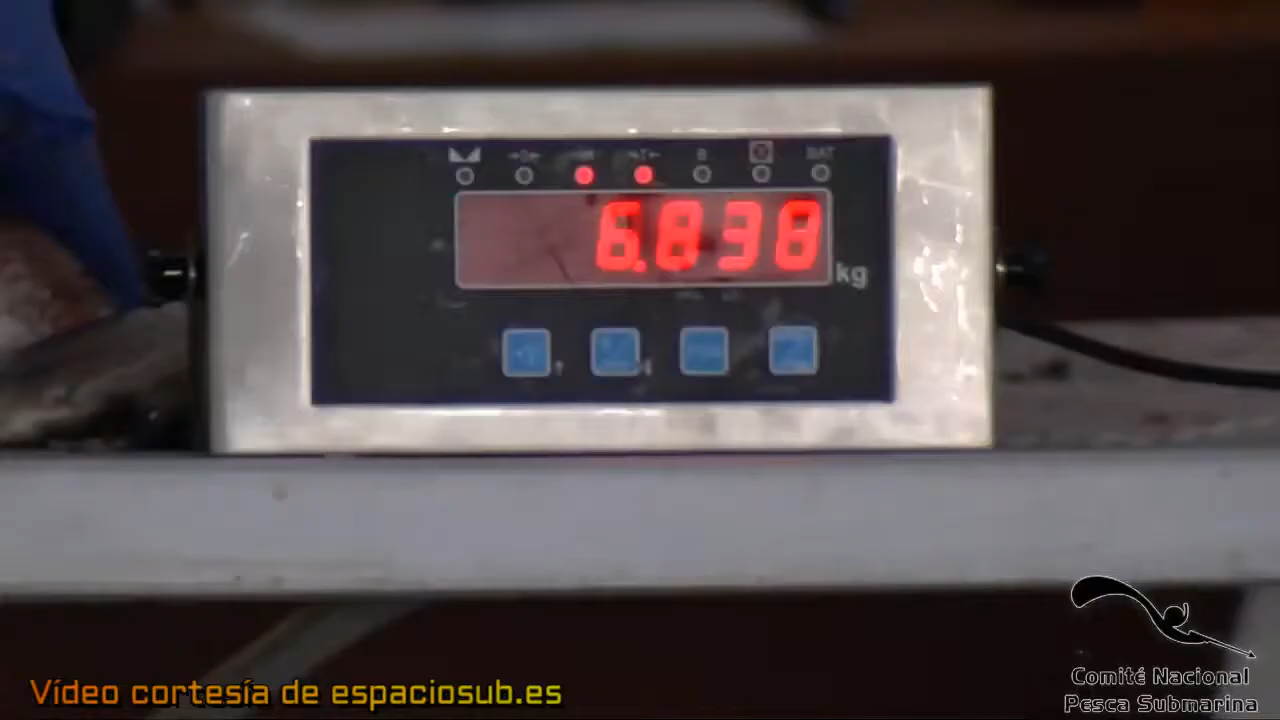 BAT
6.838
kg
Vídeo cortesía de espaciosub.es
Comité Nacional
Pesca Submarina